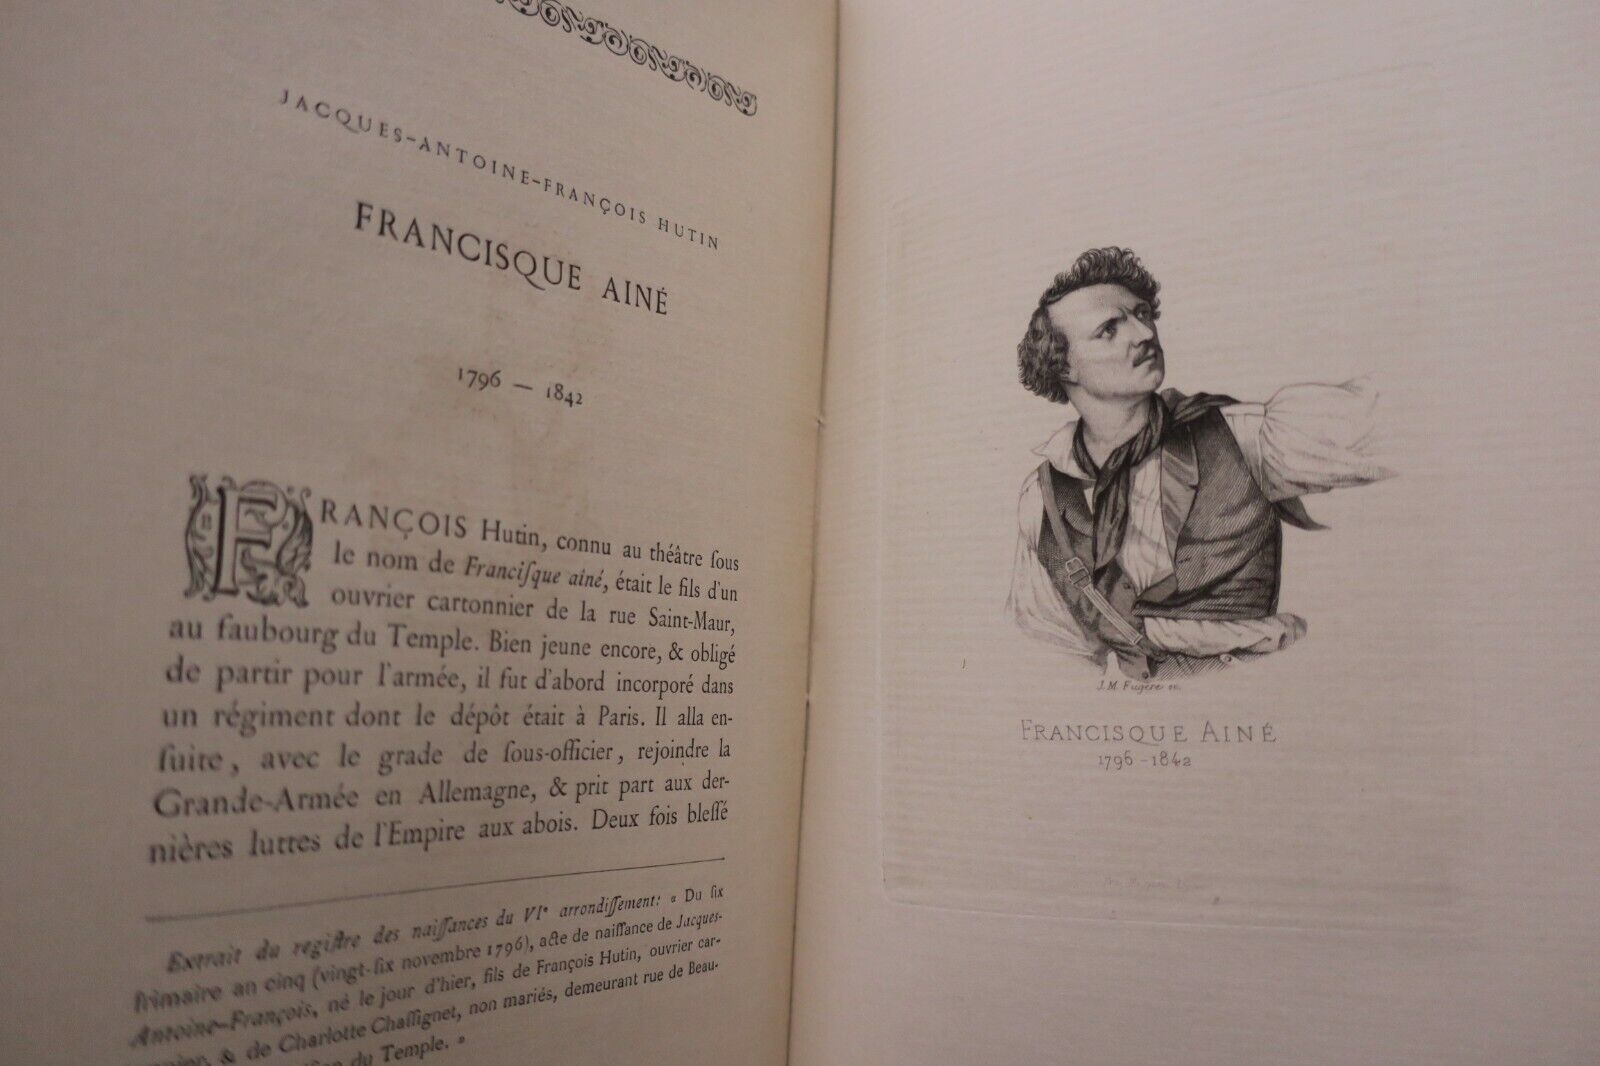 JACQUES-ANTOINE-FRANÇOIS HUTIN
FRANCISQUE AINÉ
1796 — 1842
FRANÇOIS Hutin, connu au théâtre ſous
le nom de Franciſque aîné, était le fils d'un
ouvrier cartonnier de la rue Saint-Maur,
au faubourg du Temple. Bien jeune encore, & obligé
de partir pour l'armée, il fut d'abord incorporé dans
un régiment dont le dépôt était à Paris. Il alla en-
ſuite, avec le grade de ſous-officier, rejoindre la
Grande-Armée en Allemagne, & prit part aux der-
nières luttes de l'Empire aux abois. Deux fois bleſſé
Extrait du regiſtre des naiſſances du VIe arrondiſſement: « Du ſix
frimaire an cinq (vingt-ſix novembre 1796), acte de naiſſance de Jacques-
Antoine-François, né le jour d'hier, fils de François Hutin, ouvrier car-
& de Charlotte Chaſſignet, non mariés, demeurant rue de Beau-
du Temple. »
J. M. Fugère sc.
FRANCISQUE AINÉ
1796 - 1842